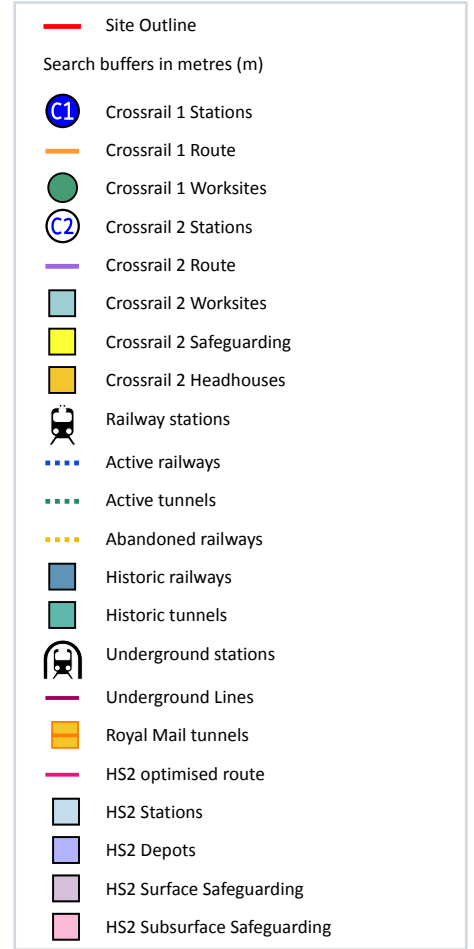 Site Outline
Search buffers in metres (m)
C1 Crossrail 1 Stations
Crossrail 1 Route
Crossrail 1 Worksites
C2 Crossrail 2 Stations
Crossrail 2 Route
Crossrail 2 Worksites
Crossrail 2 Safeguarding
Crossrail 2 Headhouses
Railway stations
Active railways
Active tunnels
Abandoned railways
Historic railways
Historic tunnels
Underground stations
Underground Lines
Royal Mail tunnels
HS2 optimised route
HS2 Stations
HS2 Depots
HS2 Surface Safeguarding
HS2 Subsurface Safeguarding